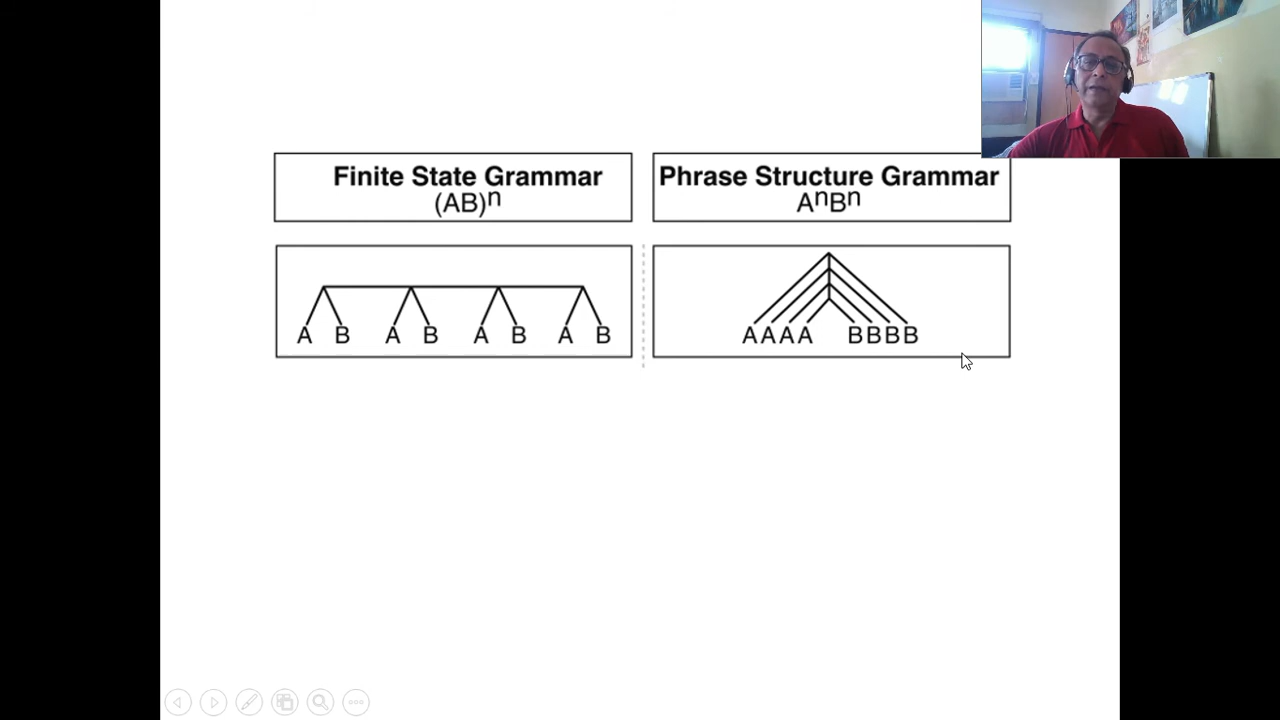 Finite State Grammar
(AB)ⁿ
Phrase Structure Grammar
AⁿBⁿ
A B A B A B A B
AAAA BBBB